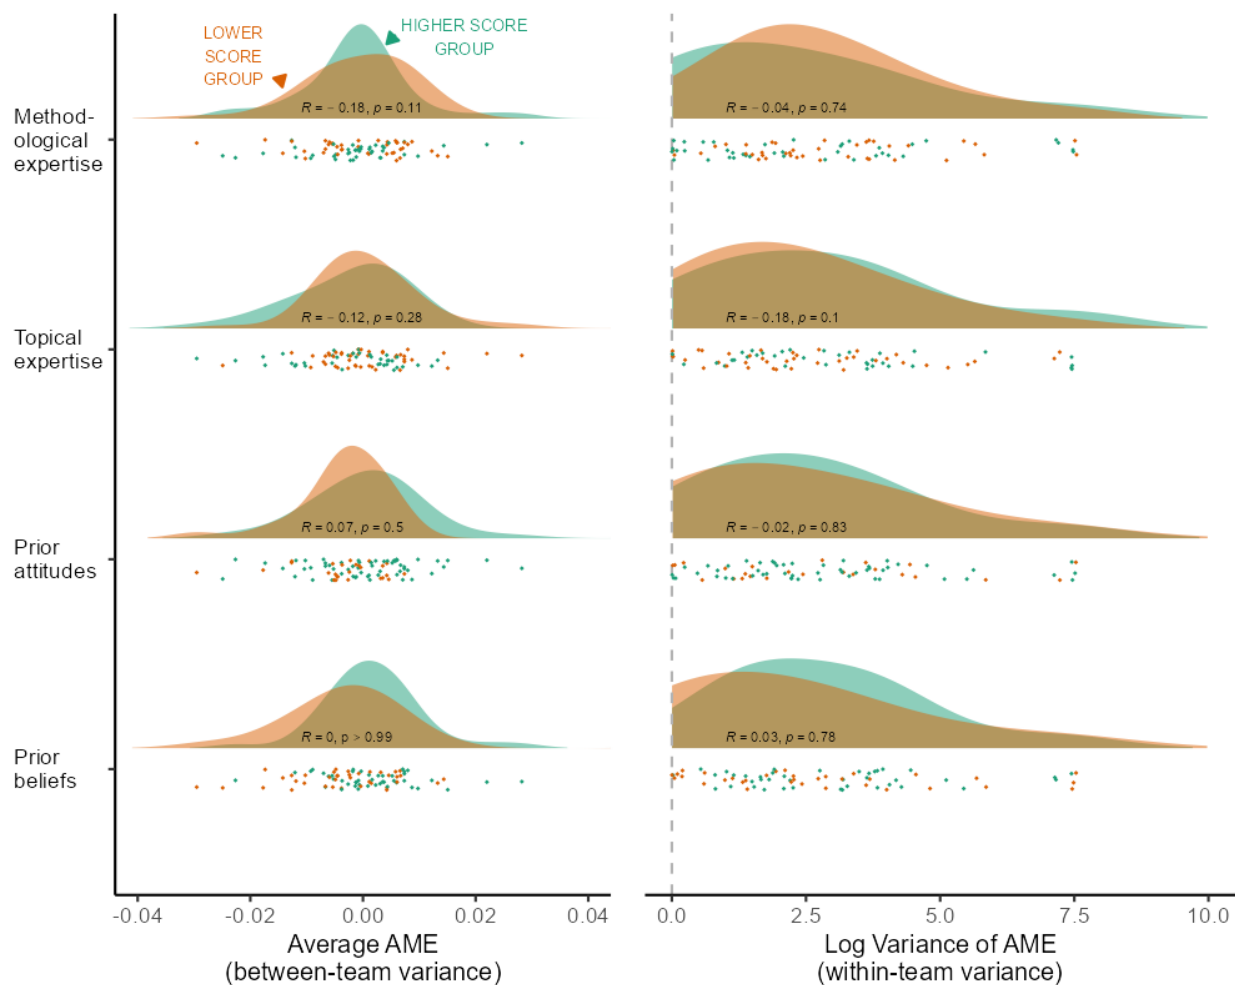 LOWER
SCORE
GROUP
HIGHER SCORE
GROUP
Method-
ological
expertise
R = − 0.18, p = 0.11
R = − 0.04, p = 0.74
Topical
expertise
R = − 0.12, p = 0.28
R = − 0.18, p = 0.1
Prior
attitudes
R = 0.07, p = 0.5
R = − 0.02, p = 0.83
Prior
beliefs
R = 0, p > 0.99
R = 0.03, p = 0.78
-0.04 -0.02 0.00 0.02 0.04
0.0 2.5 5.0 7.5 10.0
Average AME
(between-team variance)
Log Variance of AME
(within-team variance)